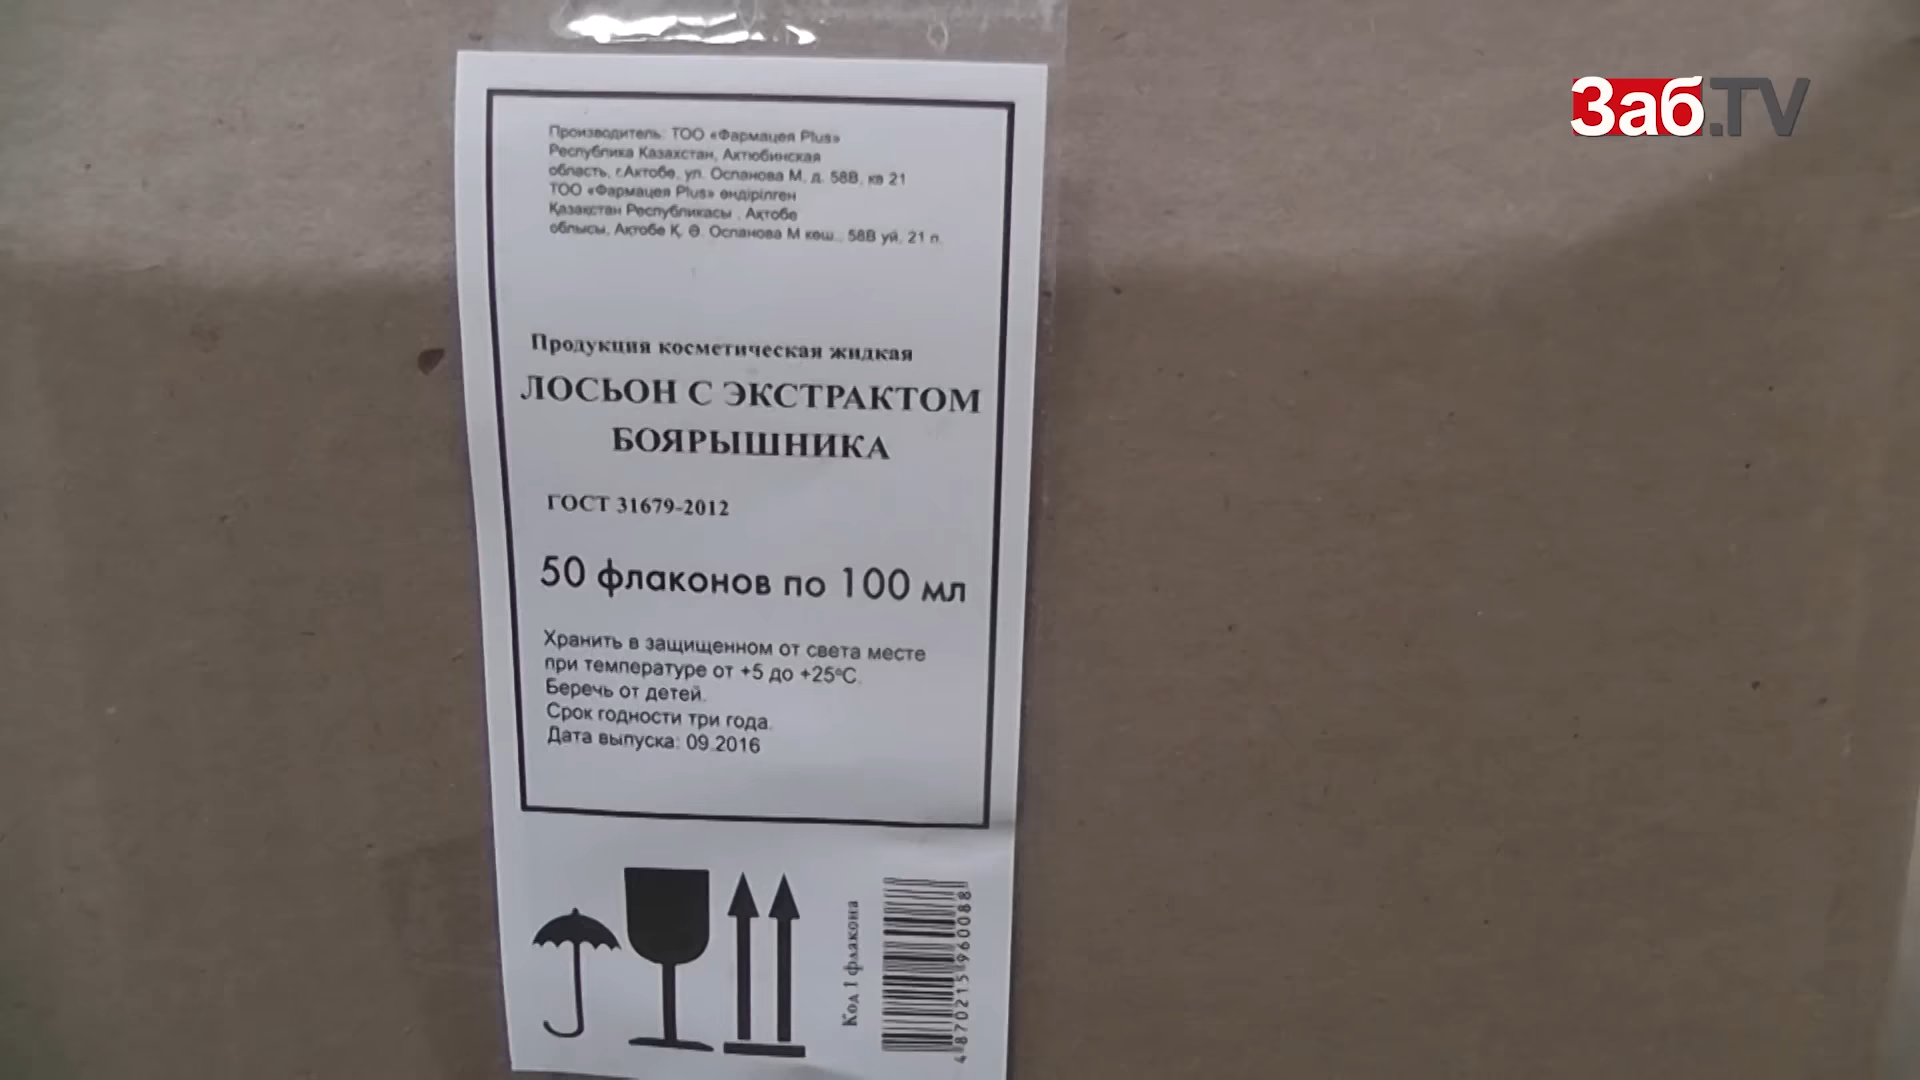 Заб.TV
Производитель: ТОО «Фармацея Plus»
Республика Казахстан, Актюбинская
область, г.Актобе, ул. Оспанова М, д. 58В, кв 21
ТОО «Фармацея Plus» өндірілген
Қазақстан Республикасы , Ақтобе
облысы, Ақтобе Қ. Ә. Оспанова М көш., 58В үй, 21 п.
Продукция косметическая жидкая
ЛОСЬОН С ЭКСТРАКТОМ
БОЯРЫШНИКА
ГОСТ 31679-2012
50 флаконов по 100 мл
Хранить в защищенном от света месте
при температуре от +5 до +25°С.
Беречь от детей.
Срок годности три года.
Дата выпуска: 09.2016
Код 1 флакона
4870215960088